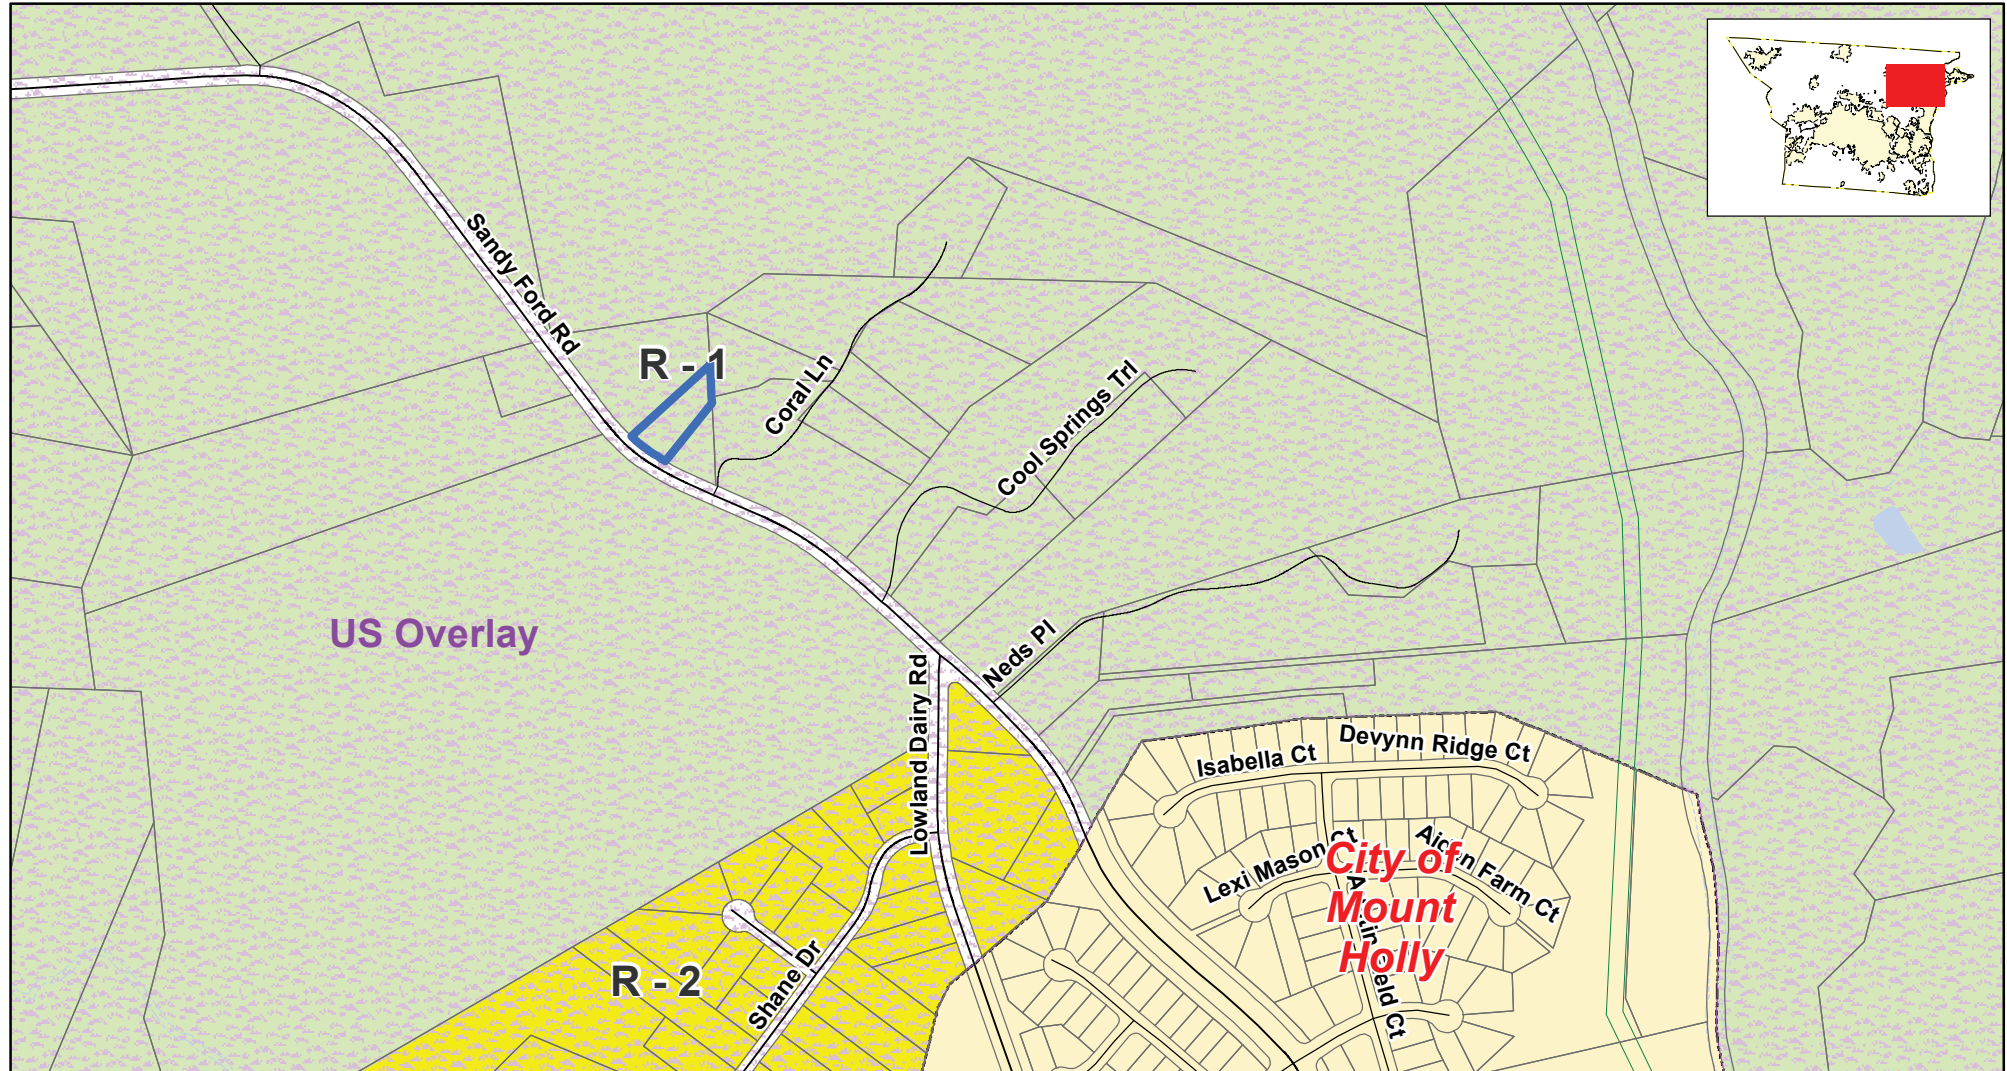 Sandy Ford Rd
R - 1
Coral Ln
Cool Springs Trl
US Overlay
Neds Pl
Lowland Dairy Rd
Isabella Ct
Devynn Ridge Ct
Lexi Mason Ct
Aiden Farm Ct
City of
Mount
Holly
R - 2
Shane Dr